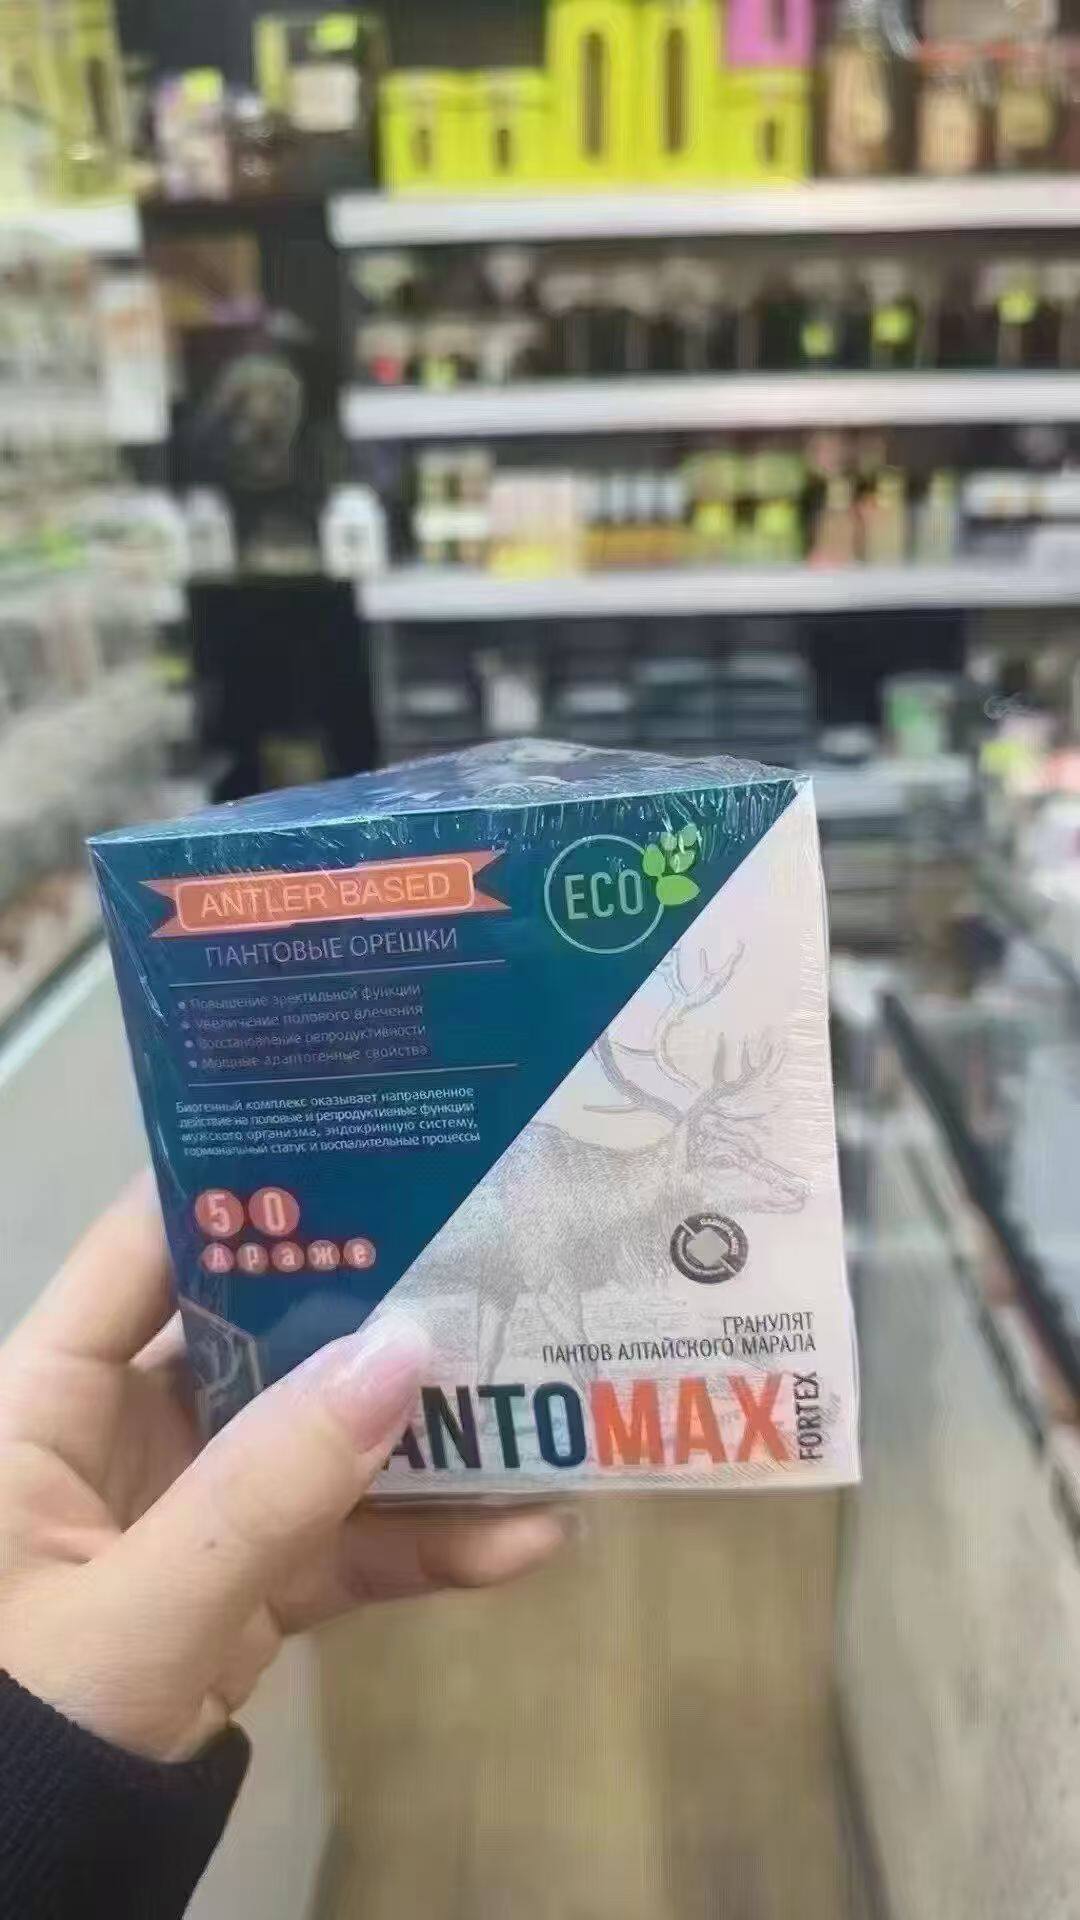 ANTLER BASED
ПАНТОВЫЕ ОРЕШКИ
ECO
• Повышение эректильной функции
• Увеличение полового влечения
• Восстановление репродуктивности
• Мощные адаптогенные свойства
Биогенный комплекс оказывает направленное
действие на половые и репродуктивные функции
мужского организма, эндокринную систему,
гормональный статус и воспалительные процессы
50
драже
ГРАНУЛЯТ
ПАНТОВ АЛТАЙСКОГО МАРАЛА
ANTOMAX
FORTEX